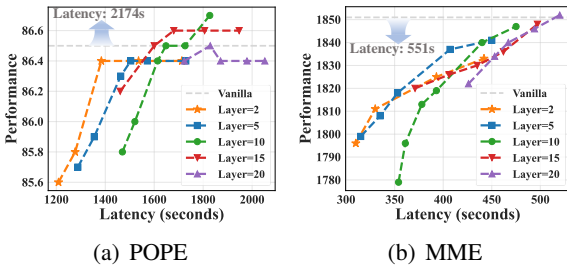 Latency: 2174s
Performance
86.6
86.4
86.2
86.0
85.8
85.6
Vanilla
Layer=2
Layer=5
Layer=10
Layer=15
Layer=20
1200 1400 1600 1800 2000
Latency (seconds)
(a) POPE
Latency: 551s
Performance
1850
1840
1830
1820
1810
1800
1790
1780
Vanilla
Layer=2
Layer=5
Layer=10
Layer=15
Layer=20
300 350 400 450 500
Latency (seconds)
(b) MME